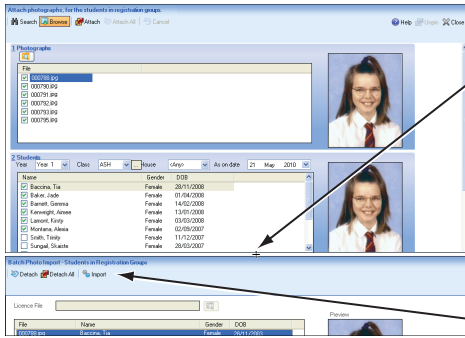 Attach photographs, for the students in registration groups.
Search Browse Attach Attach All Cancel Help Unpin Close
1 Photographs
File
000788.jpg
000790.jpg
000791.jpg
000792.jpg
000793.jpg
000795.jpg
2 Students
Year Year 1 Class ASH ... House <Any> As on date 21 May 2010
Name Gender DOB
Baccina, Tia Female 28/11/2008
Baker, Jade Female 01/04/2008
Barrett, Gemma Female 14/02/2008
Kenwright, Aimee Female 13/01/2008
Lamont, Kirsty Female 03/03/2008
Montana, Alexia Female 02/09/2007
Smith, Trinity Female 11/12/2007
Sungail, Skaiste Female 28/03/2007
Batch Photo Import - Students in Registration Groups
Detach Detach All Import
Licence File
Preview
File Name Gender DOB
000788.jpg Baccina, Tia Female 28/11/2003